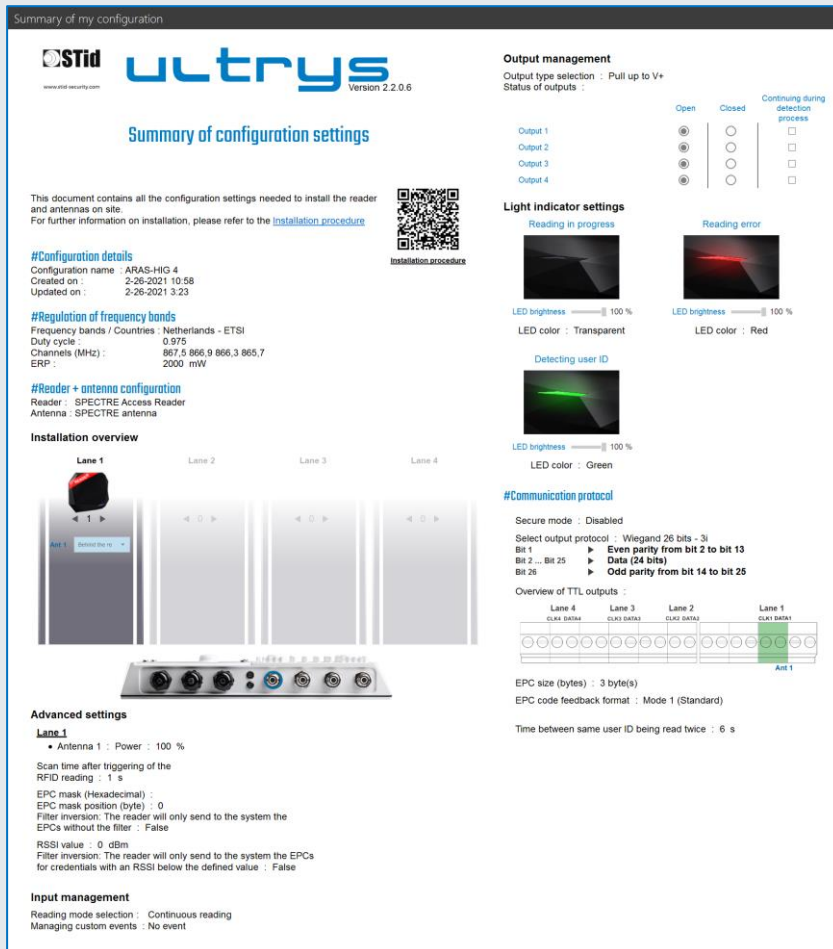 Summary of my configuration
STid
www.stid-security.com
ultrys
Version 2.2.0.6
Summary of configuration settings
This document contains all the configuration settings needed to install the reader
and antennas on site.
For further information on installation, please refer to the Installation procedure
Installation procedure
#Configuration details
Configuration name : ARAS-HIG 4
Created on : 2-26-2021 10:58
Updated on : 2-26-2021 3:23
#Regulation of frequency bands
Frequency bands / Countries : Netherlands - ETSI
Duty cycle : 0.975
Channels (MHz) : 867,5 866,9 866,3 865,7
ERP : 2000 mW
#Reader + antenna configuration
Reader : SPECTRE Access Reader
Antenna : SPECTRE antenna
Installation overview
Lane 1 Lane 2 Lane 3 Lane 4
1 0 0 0
Ant 1 Behind the re
Advanced settings
Lane 1
• Antenna 1 : Power : 100 %
Scan time after triggering of the
RFID reading : 1 s
EPC mask (Hexadecimal) :
EPC mask position (byte) : 0
Filter inversion: The reader will only send to the system the
EPCs without the filter : False
RSSI value : 0 dBm
Filter inversion: The reader will only send to the system the EPCs
for credentials with an RSSI below the defined value : False
Input management
Reading mode selection : Continuous reading
Managing custom events : No event
Output management
Output type selection : Pull up to V+
Status of outputs :
Open Closed Continuing during
detection
process
Output 1
Output 2
Output 3
Output 4
Light indicator settings
Reading in progress Reading error
LED brightness 100 % LED brightness 100 %
LED color : Transparent LED color : Red
Detecting user ID
LED brightness 100 %
LED color : Green
#Communication protocol
Secure mode : Disabled
Select output protocol : Wiegand 26 bits - 3i
Bit 1 ▶ Even parity from bit 2 to bit 13
Bit 2 ... Bit 25 ▶ Data (24 bits)
Bit 26 ▶ Odd parity from bit 14 to bit 25
Overview of TTL outputs :
Lane 4 Lane 3 Lane 2 Lane 1
CLK4 DATA4 CLK3 DATA3 CLK2 DATA2 CLK1 DATA1
Ant 1
EPC size (bytes) : 3 byte(s)
EPC code feedback format : Mode 1 (Standard)
Time between same user ID being read twice : 6 s